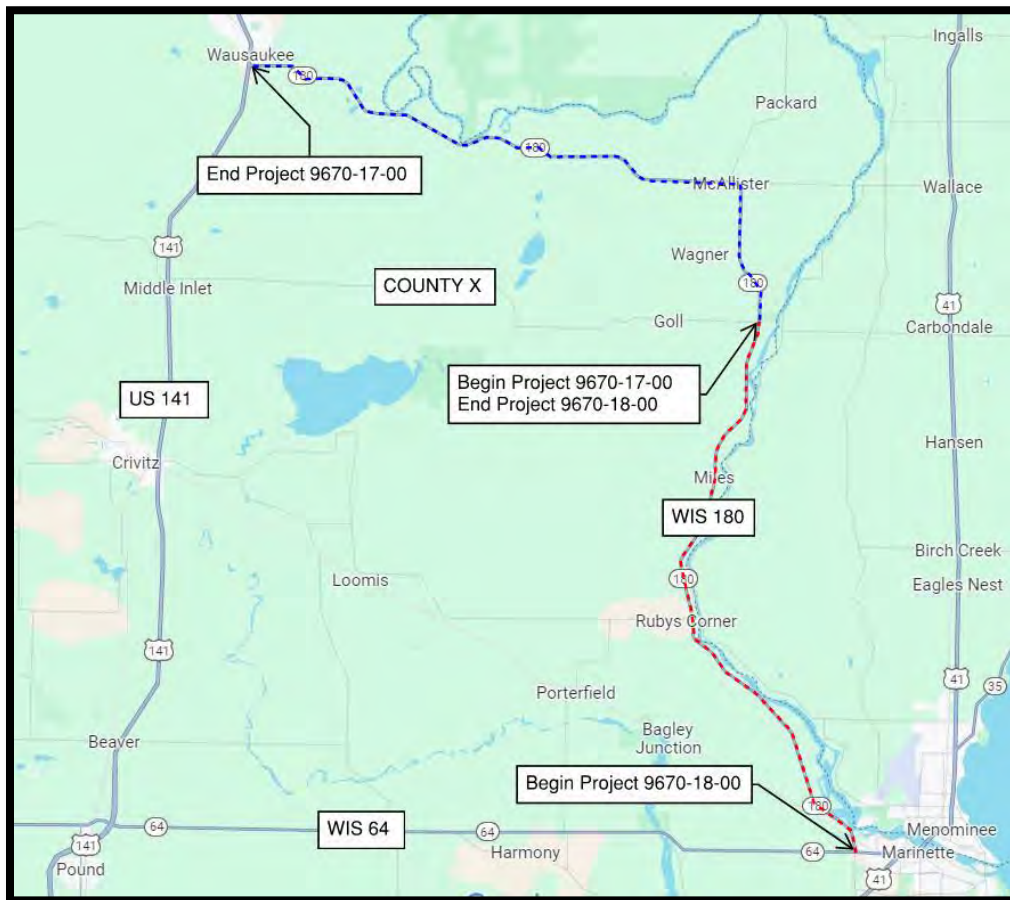 Ingalls
Wausaukee
180
Packard
180
End Project 9670-17-00
McAllister
Wallace
141
Wagner
Middle Inlet
COUNTY X
180
41
Goll
Carbondale
Begin Project 9670-17-00
End Project 9670-18-00
US 141
Hansen
Crivitz
Miles
WIS 180
Birch Creek
Loomis
180
Eagles Nest
Rubys Corner
141
41
35
Porterfield
Bagley
Junction
Beaver
Begin Project 9670-18-00
180
64
WIS 64
64
Menominee
141
Harmony
64
Marinette
Pound
41